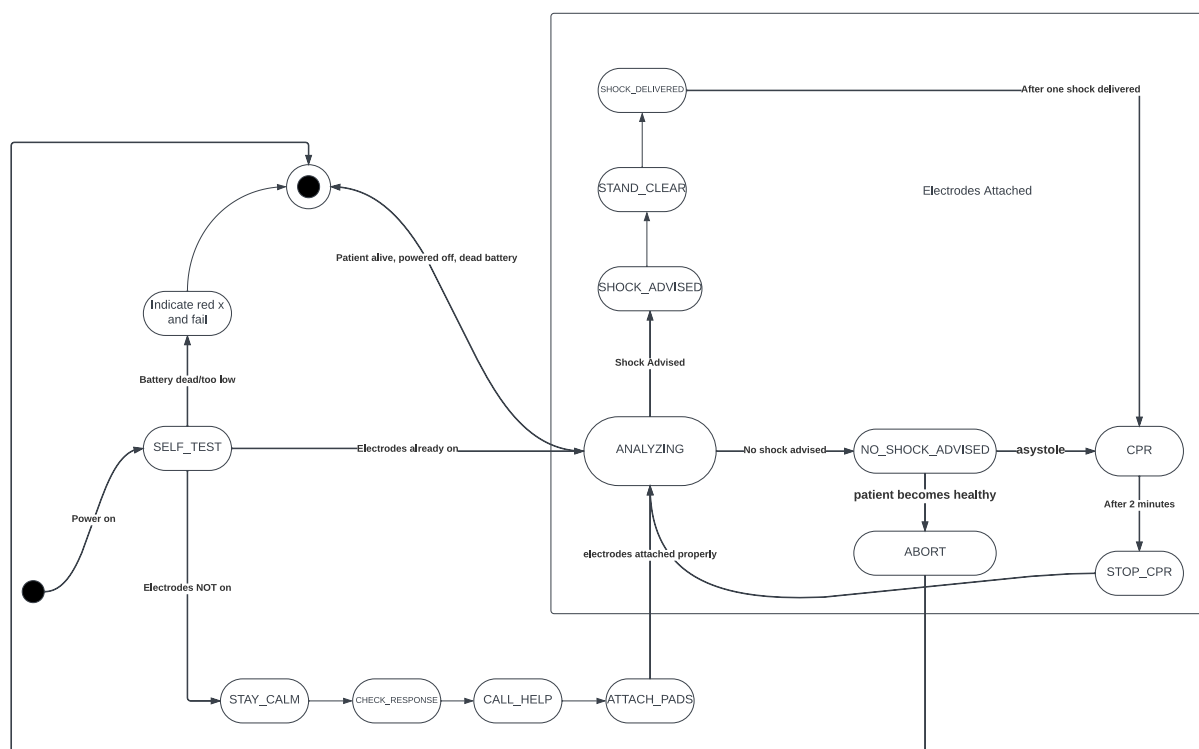 SHOCK_DELIVERED
After one shock delivered
STAND_CLEAR
Electrodes Attached
Patient alive, powered off, dead battery
SHOCK_ADVISED
Indicate red x
and fail
Shock Advised
Battery dead/too low
SELF_TEST
Electrodes already on
ANALYZING
No shock advised
NO_SHOCK_ADVISED
asystole
CPR
patient becomes healthy
After 2 minutes
Power on
electrodes attached properly
ABORT
STOP_CPR
Electrodes NOT on
STAY_CALM
CHECK_RESPONSE
CALL_HELP
ATTACH_PADS